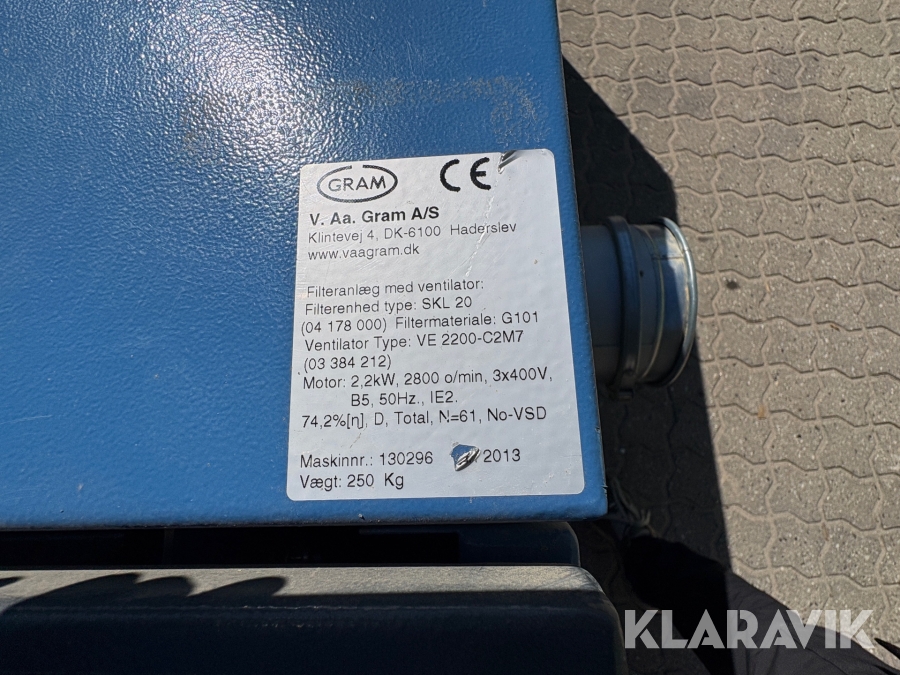 GRAM
CE
V. Aa. Gram A/S
Klintevej 4, DK-6100 Haderslev
www.vaagram.dk
Filteranlæg med ventilator:
Filterenhed type: SKL 20
(04 178 000) Filtermateriale: G101
Ventilator Type: VE 2200-C2M7
(03 384 212)
Motor: 2,2kW, 2800 o/min, 3x400V,
B5, 50Hz., IE2.
74,2%[η], D, Total, N=61, No-VSD
Maskinnr.: 130296 /2013
Vægt: 250 Kg
KLARAVIK